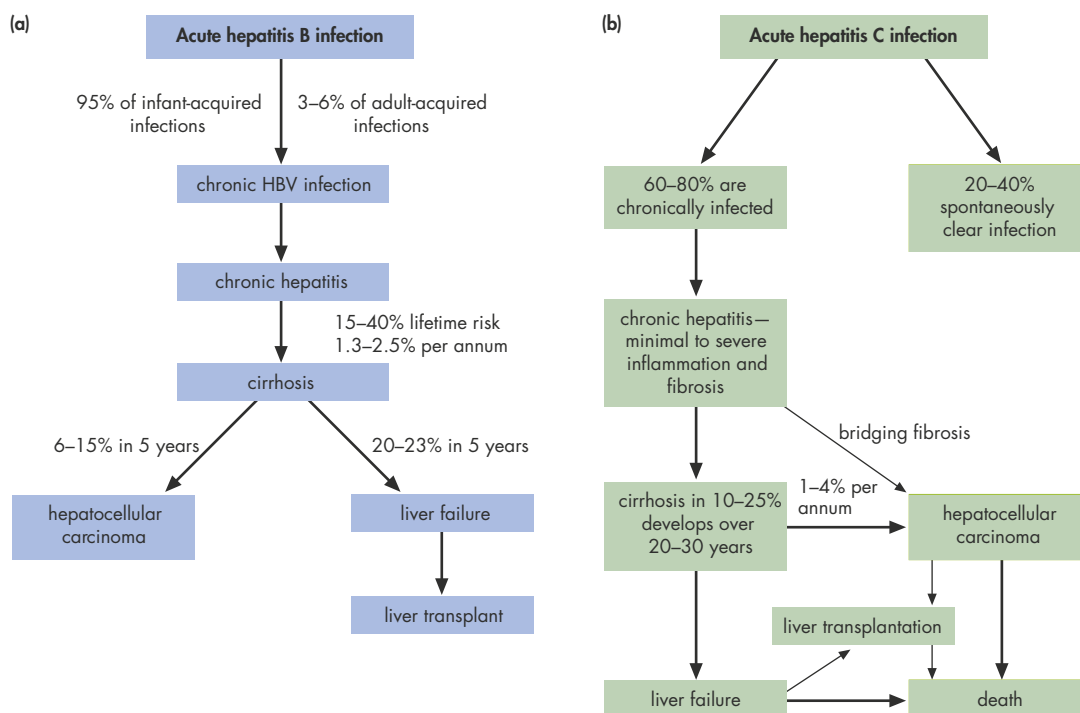 (a)
Acute hepatitis B infection
95% of infant-acquired
infections
3–6% of adult-acquired
infections
chronic HBV infection
chronic hepatitis
15–40% lifetime risk
1.3–2.5% per annum
cirrhosis
6–15% in 5 years
20–23% in 5 years
hepatocellular
carcinoma
liver failure
liver transplant
(b)
Acute hepatitis C infection
60–80% are
chronically infected
20–40%
spontaneously
clear infection
chronic hepatitis—
minimal to severe
inflammation and
fibrosis
bridging fibrosis
cirrhosis in 10–25%
develops over
20–30 years
1–4% per
annum
hepatocellular
carcinoma
liver transplantation
liver failure
death